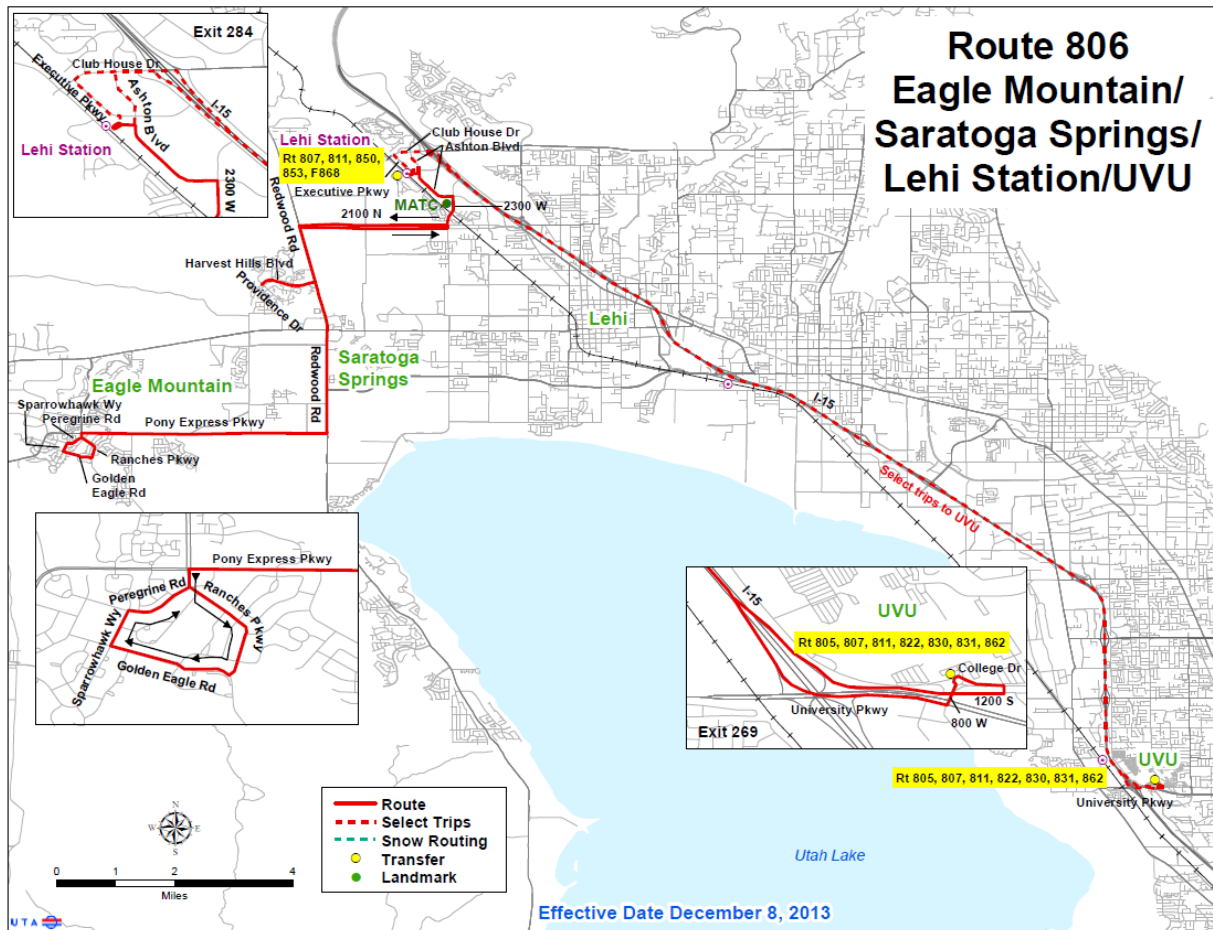 Route 806
Eagle Mountain/
Saratoga Springs/
Lehi Station/UVU
Exit 284
Club House Dr
Executive Pkwy
Ashton Blvd
I-15
Lehi Station
2300 W
Club House Dr
Lehi Station
Ashton Blvd
Rt 807, 811, 850,
853, F868
Executive Pkwy
MATC
2300 W
2100 N
Redwood Rd
Harvest Hills Blvd
Providence Dr
Lehi
Saratoga
Springs
Redwood Rd
Eagle Mountain
Sparrowhawk Wy
Peregrine Rd
Pony Express Pkwy
Ranches Pkwy
Golden
Eagle Rd
I-15
Select trips to UVU
Pony Express Pkwy
Peregrine Rd
Ranches Pkwy
Sparrowhawk Wy
Golden Eagle Rd
I-15
UVU
Rt 805, 807, 811, 822, 830, 831, 862
College Dr
1200 S
University Pkwy
800 W
Exit 269
UVU
Rt 805, 807, 811, 822, 830, 831, 862
University Pkwy
N
W E
S
0 1 2 4
Miles
Route
Select Trips
Snow Routing
Transfer
Landmark
Utah Lake
Effective Date December 8, 2013
UTA